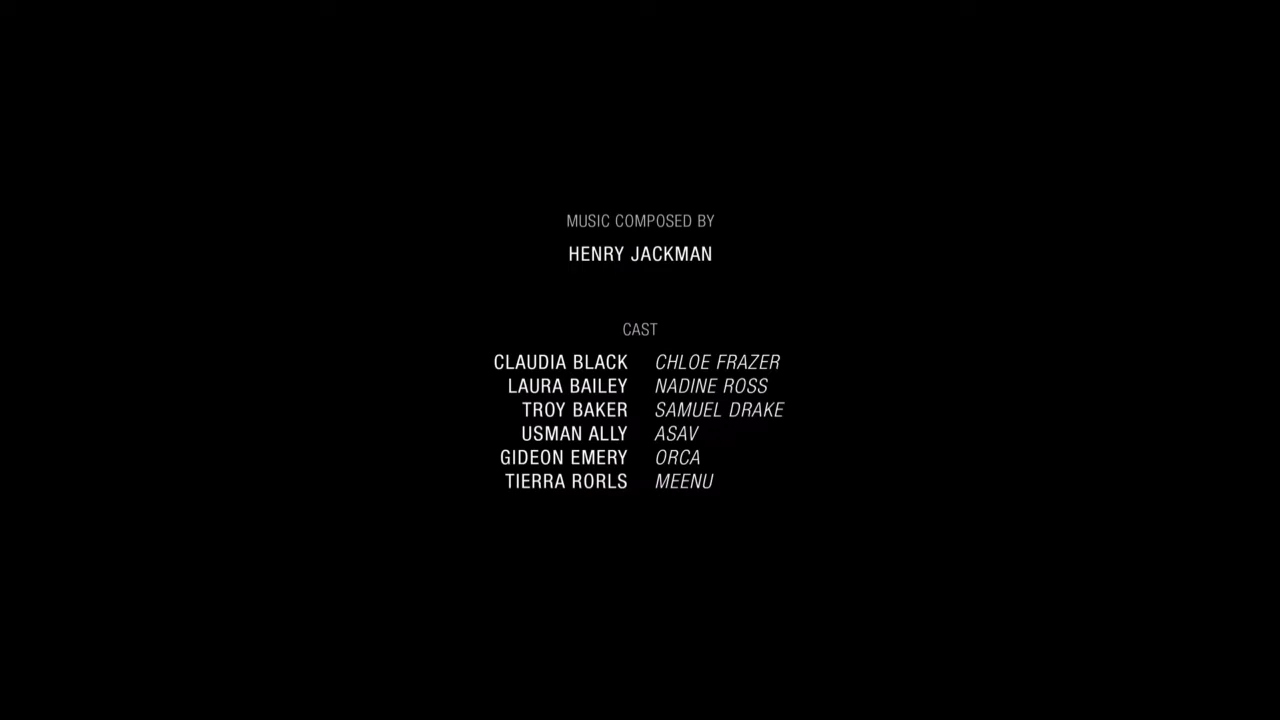 MUSIC COMPOSED BY
HENRY JACKMAN
CAST
CLAUDIA BLACK CHLOE FRAZER
LAURA BAILEY NADINE ROSS
TROY BAKER SAMUEL DRAKE
USMAN ALLY ASAV
GIDEON EMERY ORCA
TIERRA RORLS MEENU